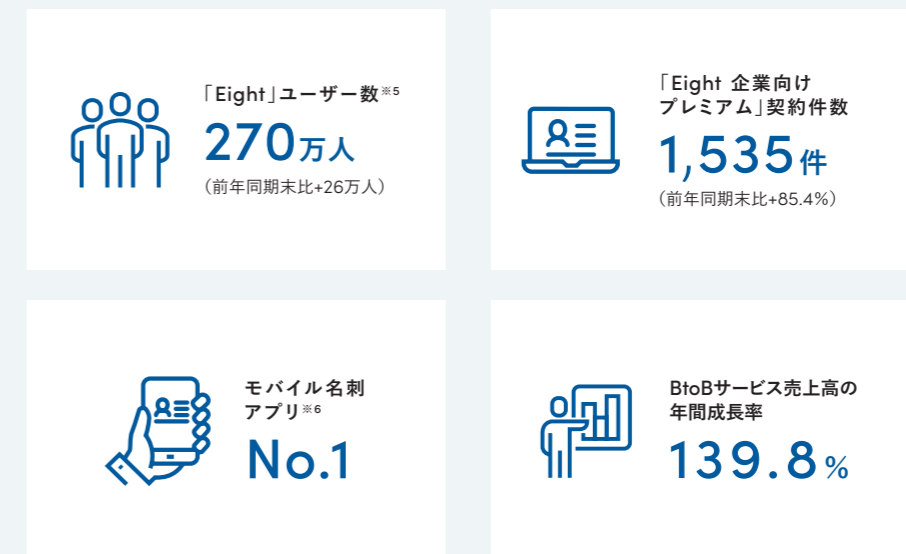 「Eight」ユーザー数※5
270万人
（前年同期末比+26万人）
「Eight 企業向け
プレミアム」契約件数
1,535件
（前年同期末比+85.4%）
モバイル名刺
アプリ※6
No.1
BtoBサービス売上高の
年間成長率
139.8%